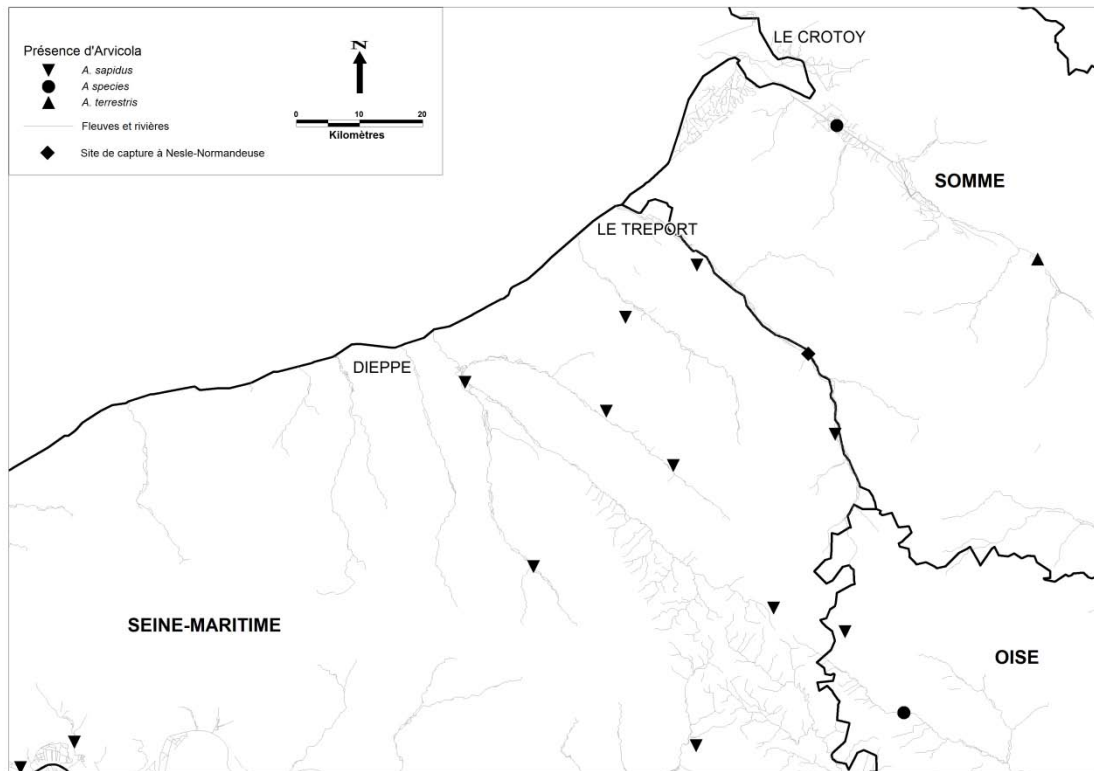 Présence d'Arvicola
A. sapidus
A species
A. terrestris
Fleuves et rivières
Site de capture à Nesle-Normandeuse
N
0 10 20
Kilomètres
LE CROTOY
SOMME
LE TREPORT
DIEPPE
SEINE-MARITIME
OISE